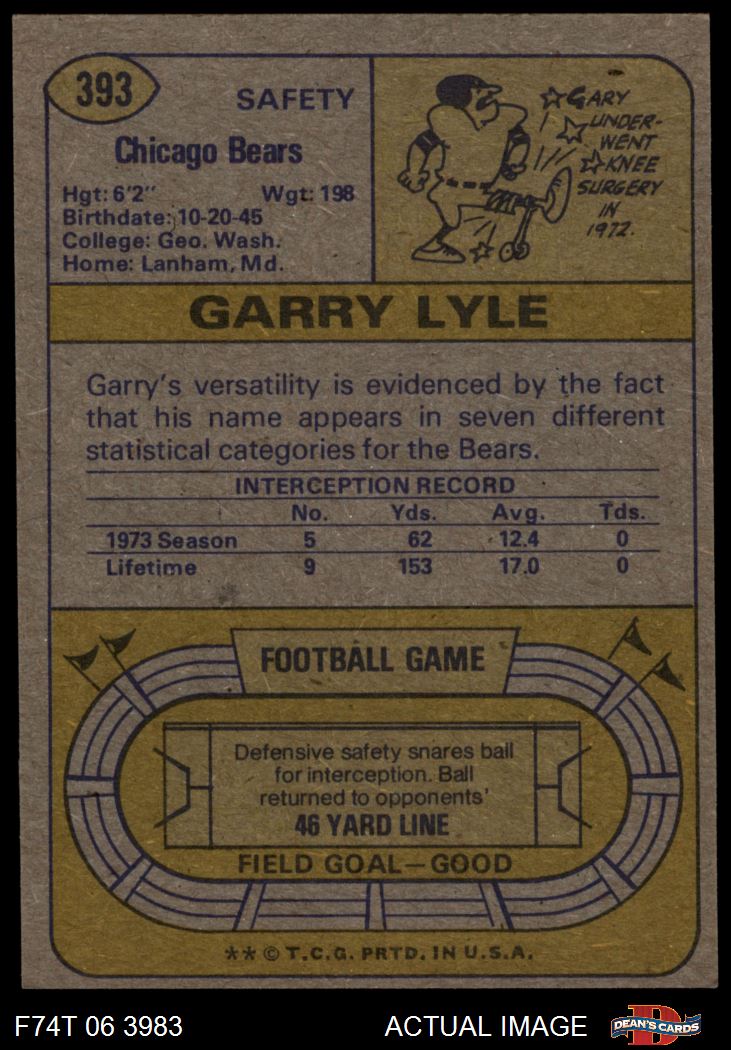 393
SAFETY
Chicago Bears
Hgt: 6'2" Wgt: 198
Birthdate: 10-20-45
College: Geo. Wash.
Home: Lanham, Md.
GARY
UNDER-
WENT
KNEE
SURGERY
IN
1972.
GARRY LYLE
Garry's versatility is evidenced by the fact
that his name appears in seven different
statistical categories for the Bears.
INTERCEPTION RECORD
No. Yds. Avg. Tds.
1973 Season 5 62 12.4 0
Lifetime 9 153 17.0 0
FOOTBALL GAME
Defensive safety snares ball
for interception. Ball
returned to opponents'
46 YARD LINE
FIELD GOAL—GOOD
** © T.C.G. PRTD. IN U.S.A.
F74T 06 3983 ACTUAL IMAGE
D
DEAN'S CARDS